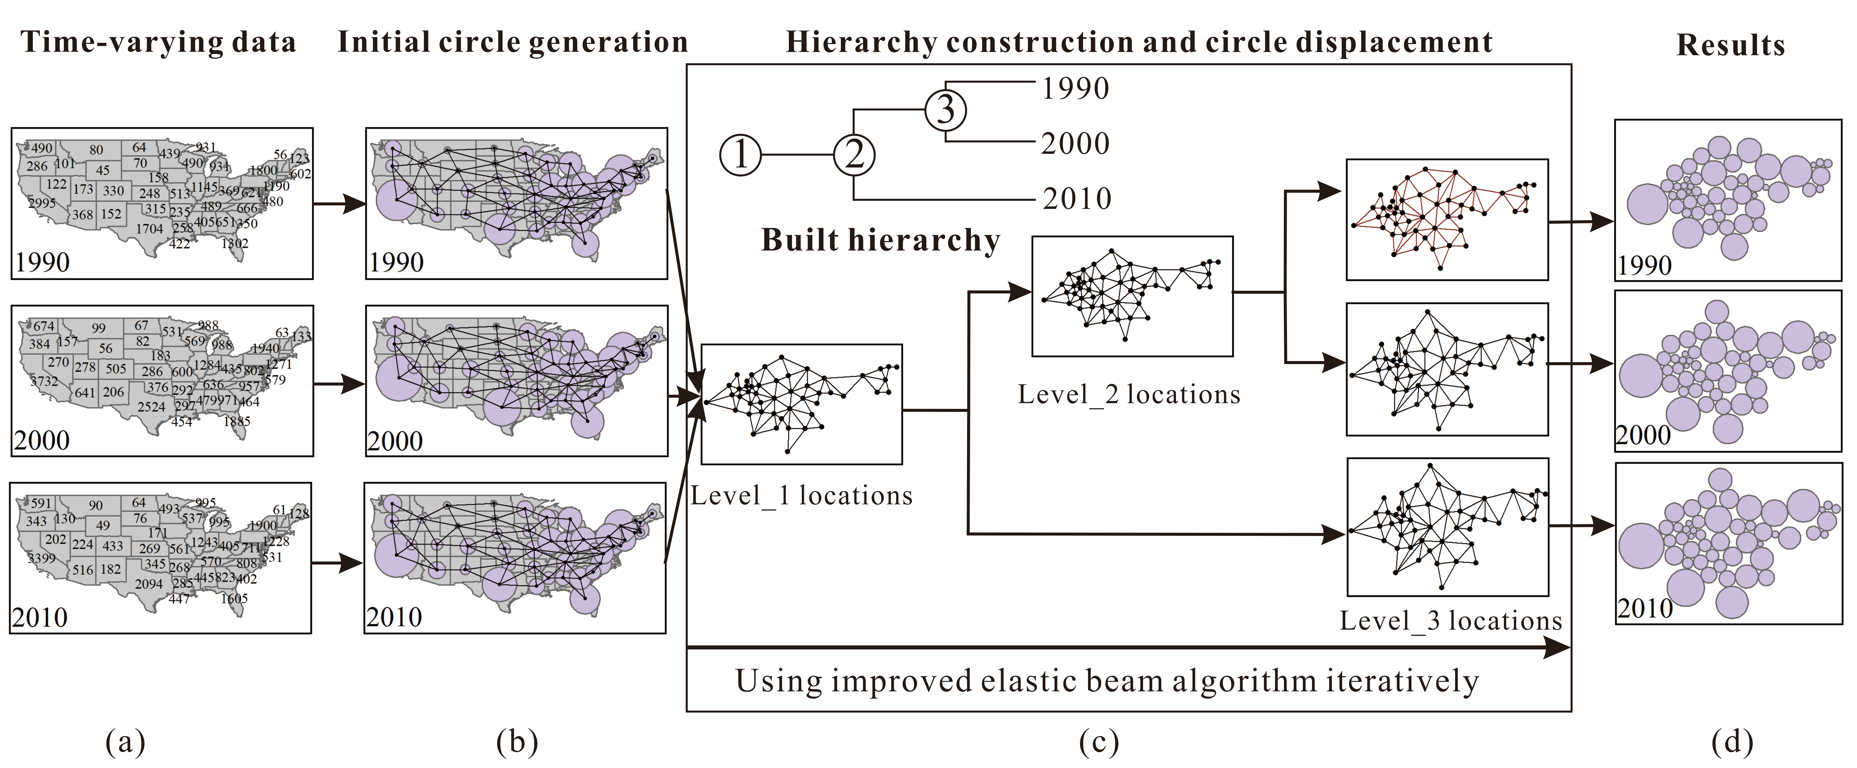 Time-varying data
Initial circle generation
Hierarchy construction and circle displacement
Results
490 80 64 439 931 56 123
286 101 45 70 490 931 1800 602
122 173 330 158 1145 369 621 1190
2995 248 513 489 666 480
368 152 315 235 405 651 350
1704 258
422 1302
1990
674 99 67 531 988 63 133
384 157 56 82 569 988 1940
270 278 505 183 1284 435 802 1271
3732 286 600 636 957 579
641 206 376 292 479 971 464
2524 297
454 1885
2000
591 90 64 493 995 61 128
343 130 49 76 537 995 1900
202 224 433 171 1243 405 711 1228
3399 269 561 570 808 531
516 182 345 268 445 823 402
2094 285
447 1605
2010
1990
2000
2010
1
2
3
1990
2000
2010
Built hierarchy
Level_1 locations
Level_2 locations
Level_3 locations
Using improved elastic beam algorithm iteratively
1990
2000
2010
(a)
(b)
(c)
(d)